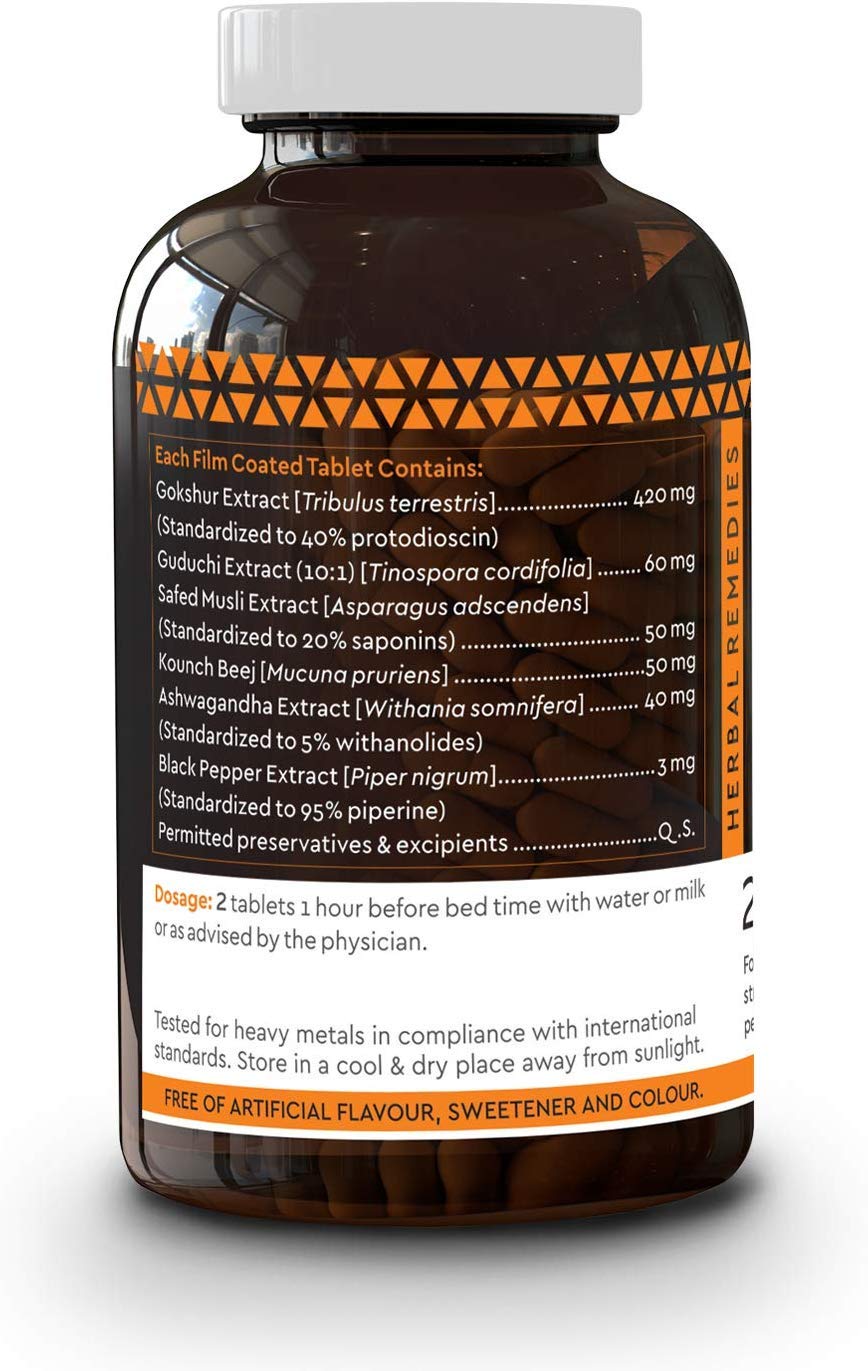 Each Film Coated Tablet Contains:
Gokshur Extract [Tribulus terrestris]...................... 420 mg
(Standardized to 40% protodioscin)
Guduchi Extract (10:1) [Tinospora cordifolia] ........ 60 mg
Safed Musli Extract [Asparagus adscendens]
(Standardized to 20% saponins) .............................. 50 mg
Kounch Beej [Mucuna pruriens] ................................50 mg
Ashwagandha Extract [Withania somnifera] ......... 40 mg
(Standardized to 5% withanolides)
Black Pepper Extract [Piper nigrum]..........................3 mg
(Standardized to 95% piperine)
Permitted preservatives & excipients ........................Q.S.
HERBAL REMEDIES
Dosage: 2 tablets 1 hour before bed time with water or milk
or as advised by the physician.
Tested for heavy metals in compliance with international
standards. Store in a cool & dry place away from sunlight.
FREE OF ARTIFICIAL FLAVOUR, SWEETENER AND COLOUR.